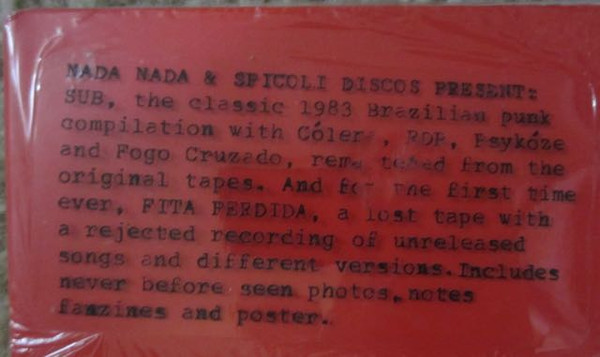 NADA NADA & SPICOLI DISCOS PRESENT:
SUB, the classic 1983 Brazilian punk
compilation with Cólera, RDP, Psykóze
and Fogo Cruzado, remastered from the
original tapes. And for the first time
ever, FITA PERDIDA, a lost tape with
a rejected recording of unreleased
songs and different versions.Includes
never before seen photos, notes
fanzines and poster.